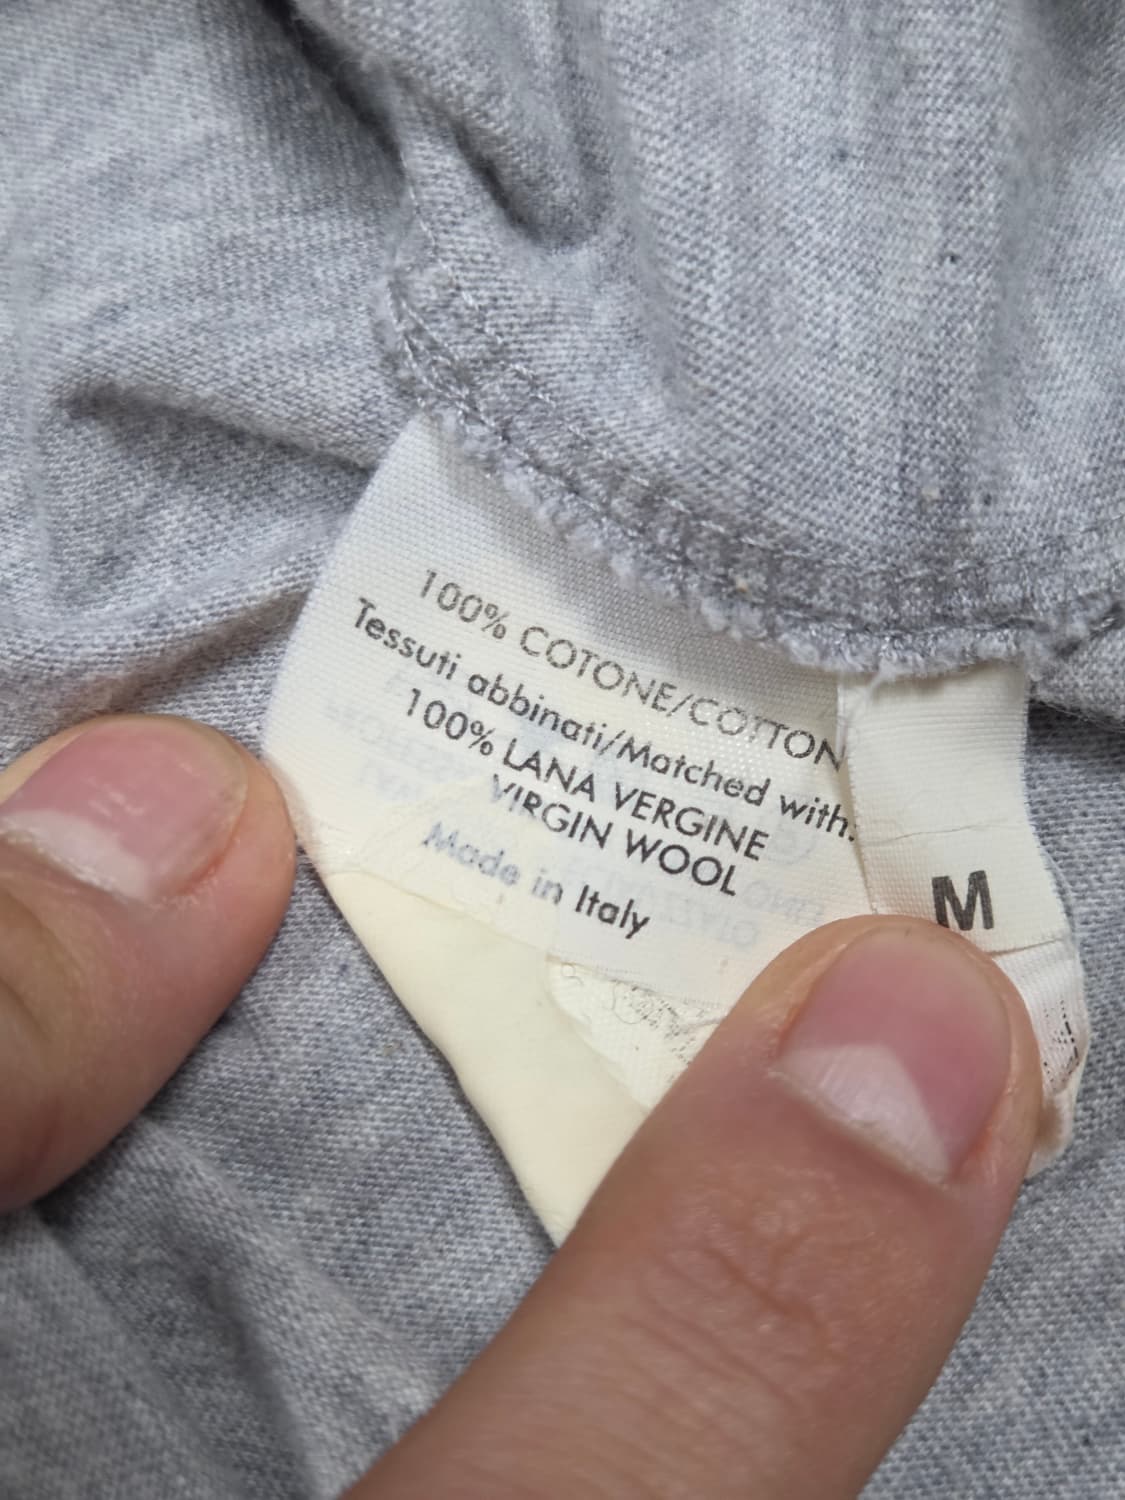 100% COTONE/COTTON
Tessuti abbinati/Matched with:
100% LANA VERGINE
VIRGIN WOOL
Made in Italy
M